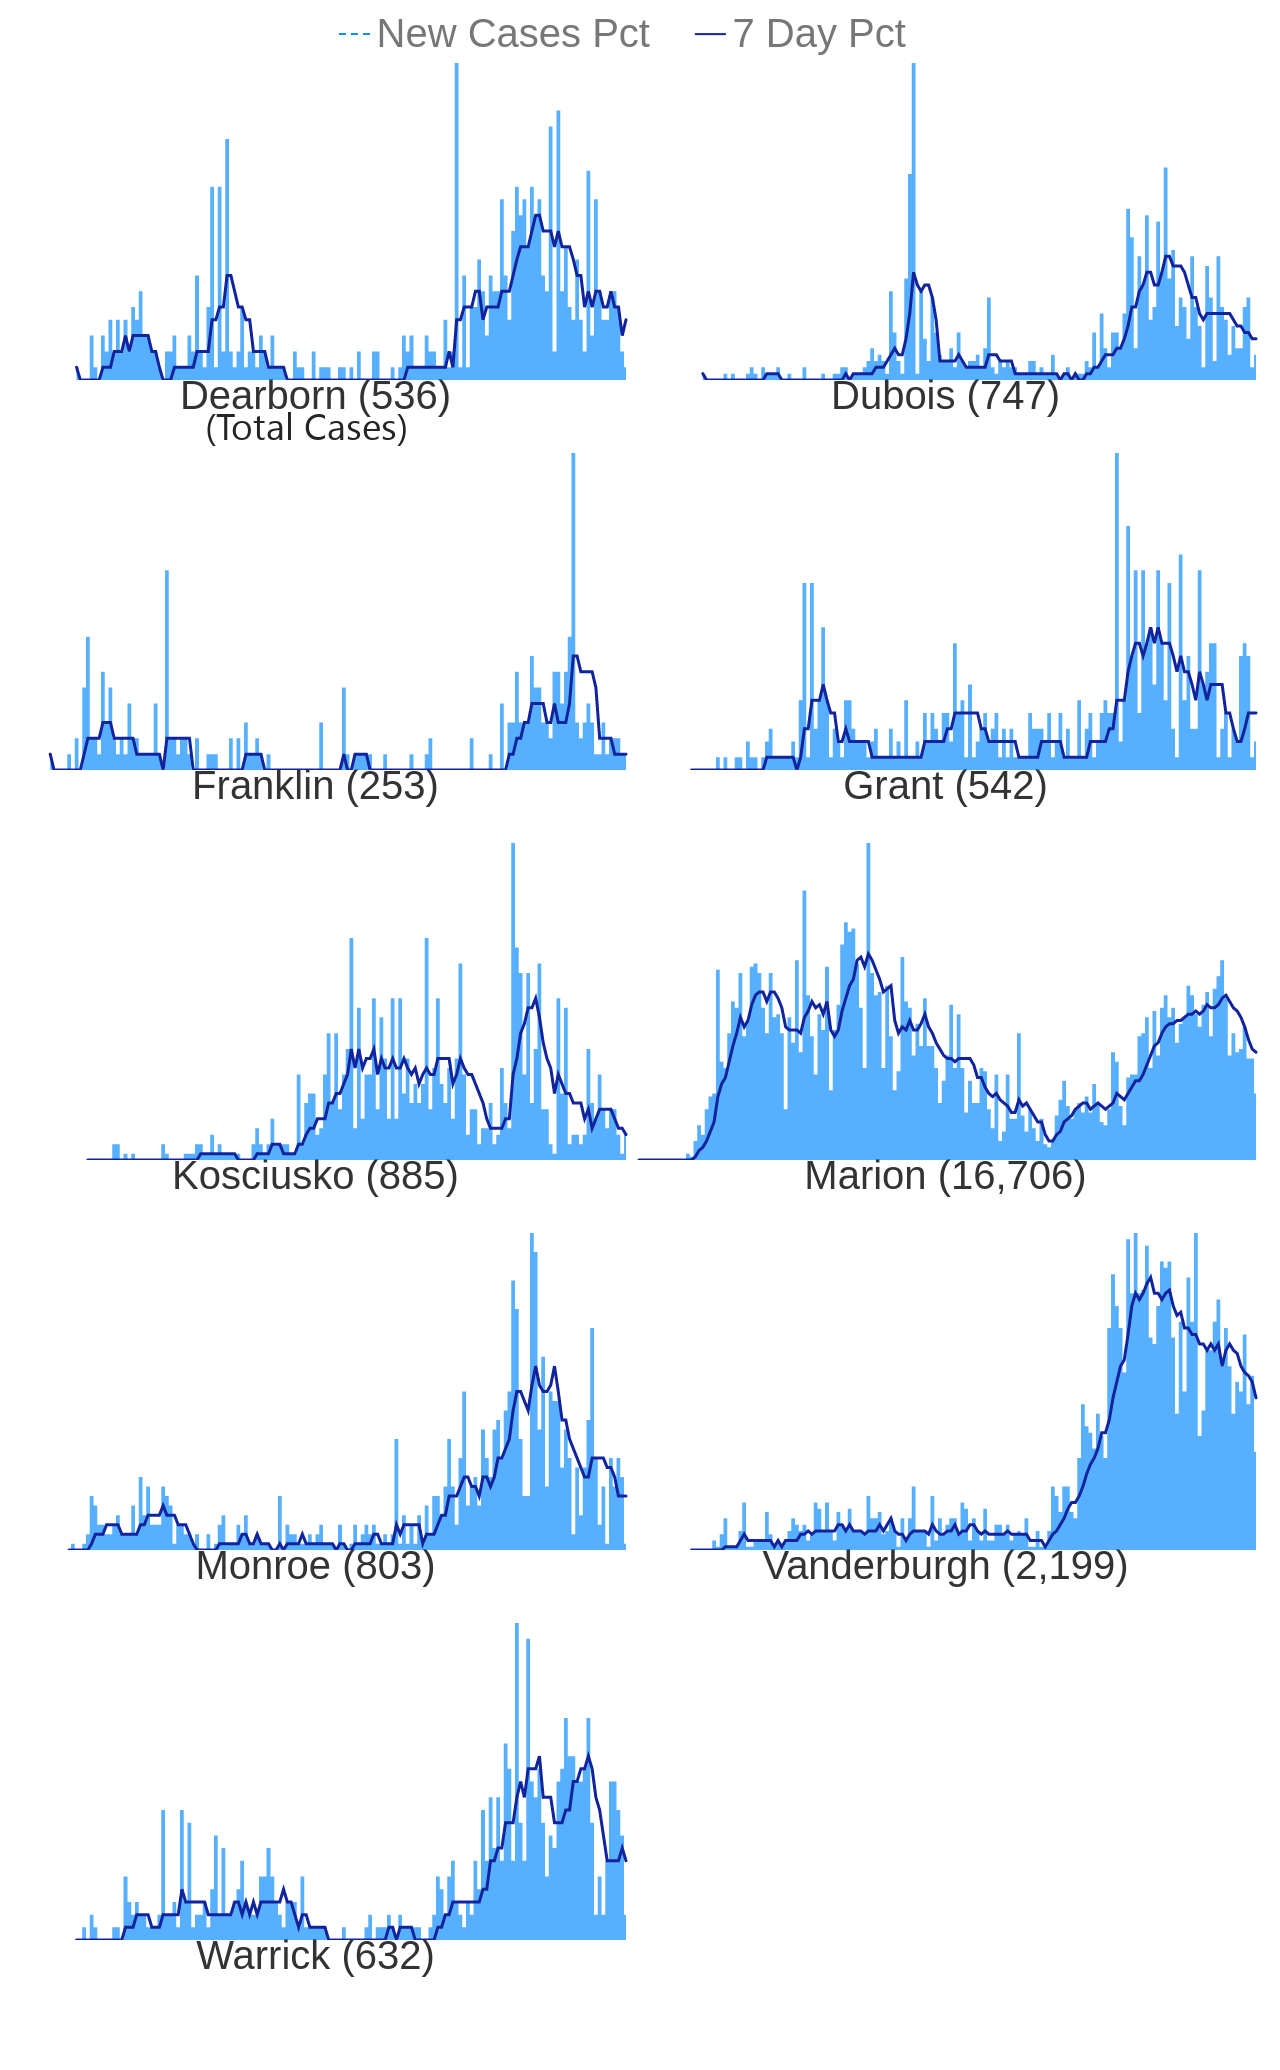 New Cases Pct 7 Day Pct
Dearborn (536) Dubois (747)
(Total Cases)
Franklin (253) Grant (542)
Kosciusko (885) Marion (16,706)
Monroe (803) Vanderburgh (2,199)
Warrick (632)